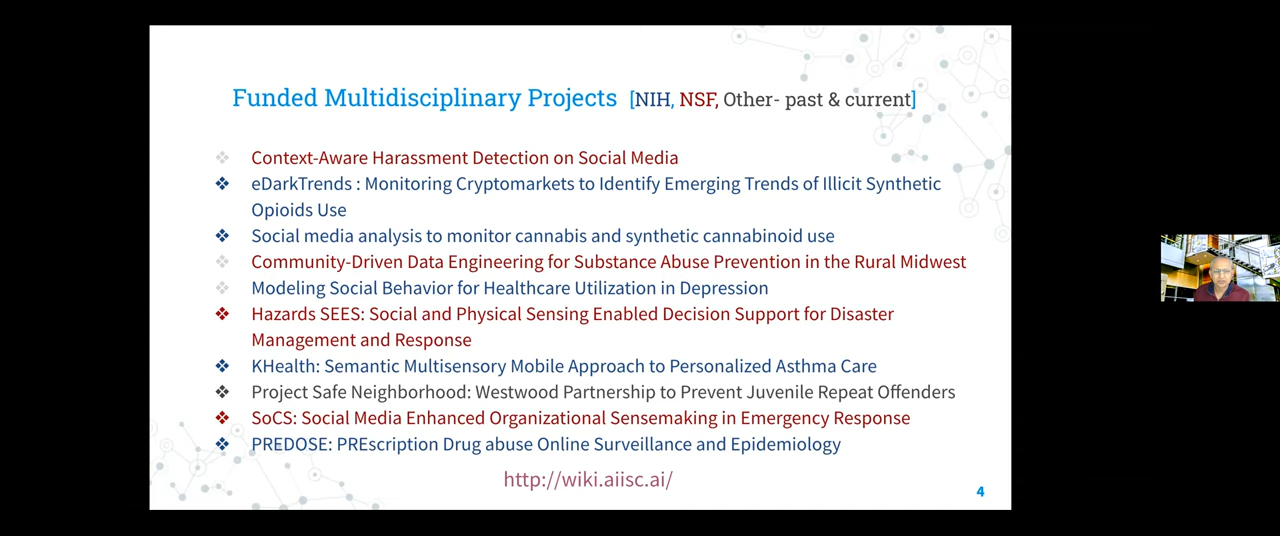 Funded Multidisciplinary Projects [NIH, NSF, Other- past & current]
Context-Aware Harassment Detection on Social Media
eDarkTrends : Monitoring Cryptomarkets to Identify Emerging Trends of Illicit Synthetic
Opioids Use
Social media analysis to monitor cannabis and synthetic cannabinoid use
Community-Driven Data Engineering for Substance Abuse Prevention in the Rural Midwest
Modeling Social Behavior for Healthcare Utilization in Depression
Hazards SEES: Social and Physical Sensing Enabled Decision Support for Disaster
Management and Response
KHealth: Semantic Multisensory Mobile Approach to Personalized Asthma Care
Project Safe Neighborhood: Westwood Partnership to Prevent Juvenile Repeat Offenders
SoCS: Social Media Enhanced Organizational Sensemaking in Emergency Response
PREDOSE: PREscription Drug abuse Online Surveillance and Epidemiology
http://wiki.aiisc.ai/
4